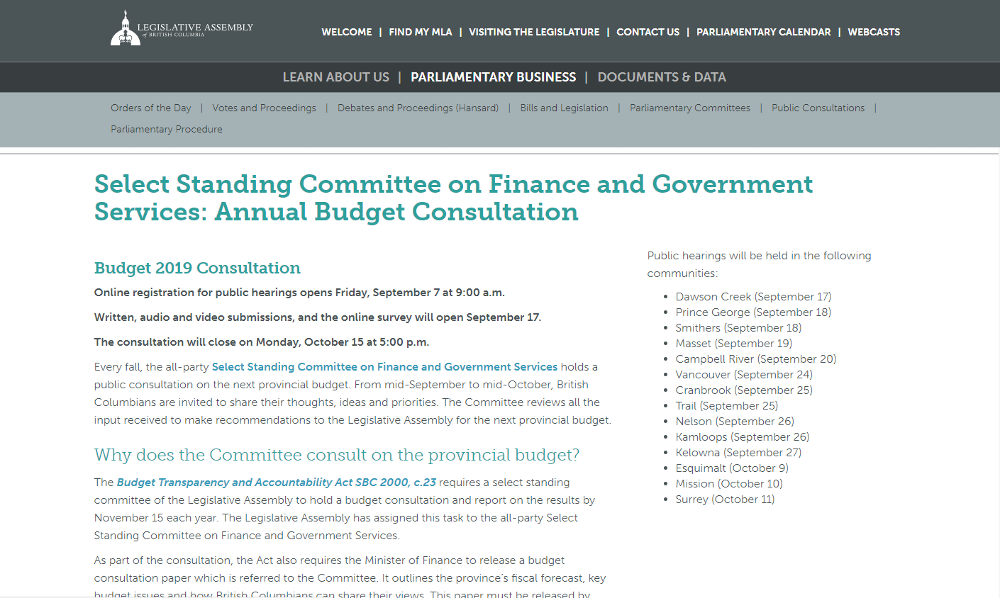 LEGISLATIVE ASSEMBLY
of BRITISH COLUMBIA
WELCOME | FIND MY MLA | VISITING THE LEGISLATURE | CONTACT US | PARLIAMENTARY CALENDAR | WEBCASTS
LEARN ABOUT US | PARLIAMENTARY BUSINESS | DOCUMENTS & DATA
Orders of the Day | Votes and Proceedings | Debates and Proceedings (Hansard) | Bills and Legislation | Parliamentary Committees | Public Consultations |
Parliamentary Procedure
Select Standing Committee on Finance and Government
Services: Annual Budget Consultation
Budget 2019 Consultation
Online registration for public hearings opens Friday, September 7 at 9:00 a.m.
Written, audio and video submissions, and the online survey will open September 17.
The consultation will close on Monday, October 15 at 5:00 p.m.
Every fall, the all-party Select Standing Committee on Finance and Government Services holds a
public consultation on the next provincial budget. From mid-September to mid-October, British
Columbians are invited to share their thoughts, ideas and priorities. The Committee reviews all the
input received to make recommendations to the Legislative Assembly for the next provincial budget.
Why does the Committee consult on the provincial budget?
The Budget Transparency and Accountability Act SBC 2000, c.23 requires a select standing
committee of the Legislative Assembly to hold a budget consultation and report on the results by
November 15 each year. The Legislative Assembly has assigned this task to the all-party Select
Standing Committee on Finance and Government Services.
As part of the consultation, the Act also requires the Minister of Finance to release a budget
consultation paper which is referred to the Committee. It outlines the province's fiscal forecast, key
budget issues and how British Columbians can share their views. This paper must be released by
Public hearings will be held in the following
communities:
• Dawson Creek (September 17)
• Prince George (September 18)
• Smithers (September 18)
• Masset (September 19)
• Campbell River (September 20)
• Vancouver (September 24)
• Cranbrook (September 25)
• Trail (September 25)
• Nelson (September 26)
• Kamloops (September 26)
• Kelowna (September 27)
• Esquimalt (October 9)
• Mission (October 10)
• Surrey (October 11)